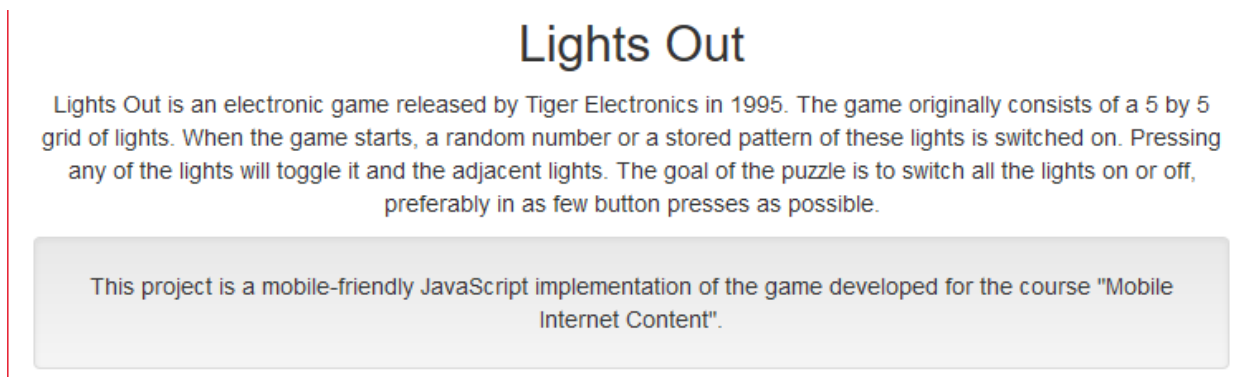 Lights Out
Lights Out is an electronic game released by Tiger Electronics in 1995. The game originally consists of a 5 by 5
grid of lights. When the game starts, a random number or a stored pattern of these lights is switched on. Pressing
any of the lights will toggle it and the adjacent lights. The goal of the puzzle is to switch all the lights on or off,
preferably in as few button presses as possible.
This project is a mobile-friendly JavaScript implementation of the game developed for the course "Mobile
Internet Content".